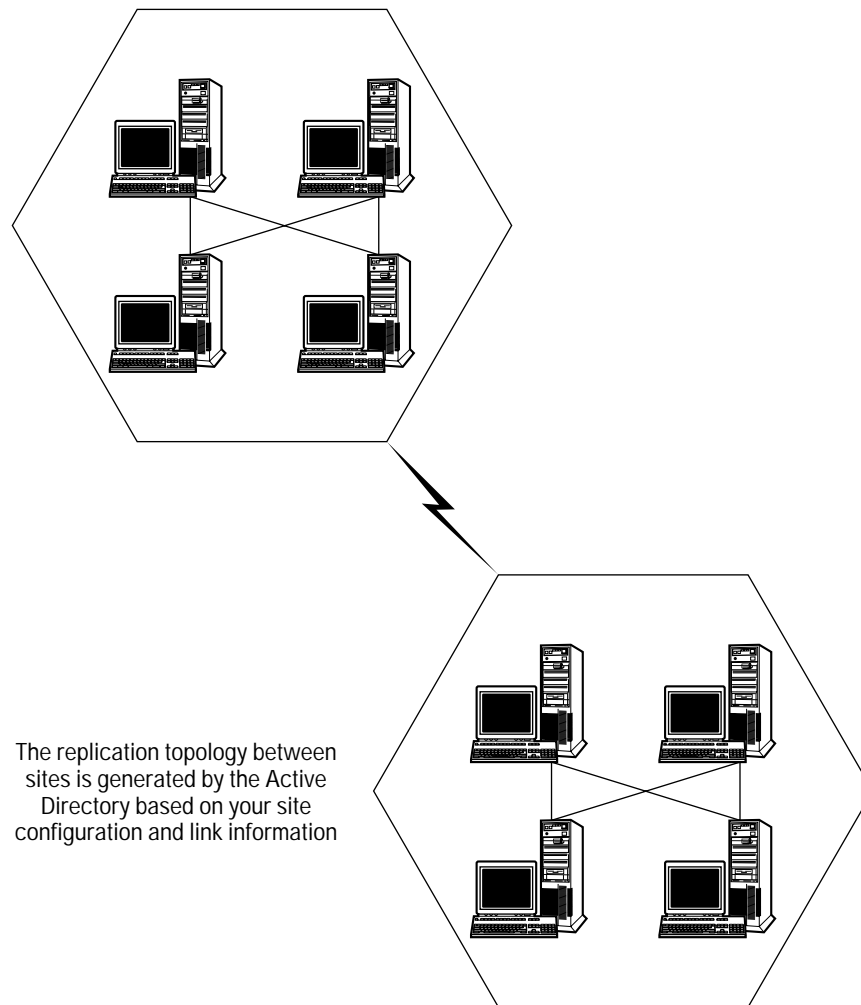 The replication topology between
sites is generated by the Active
Directory based on your site
configuration and link information